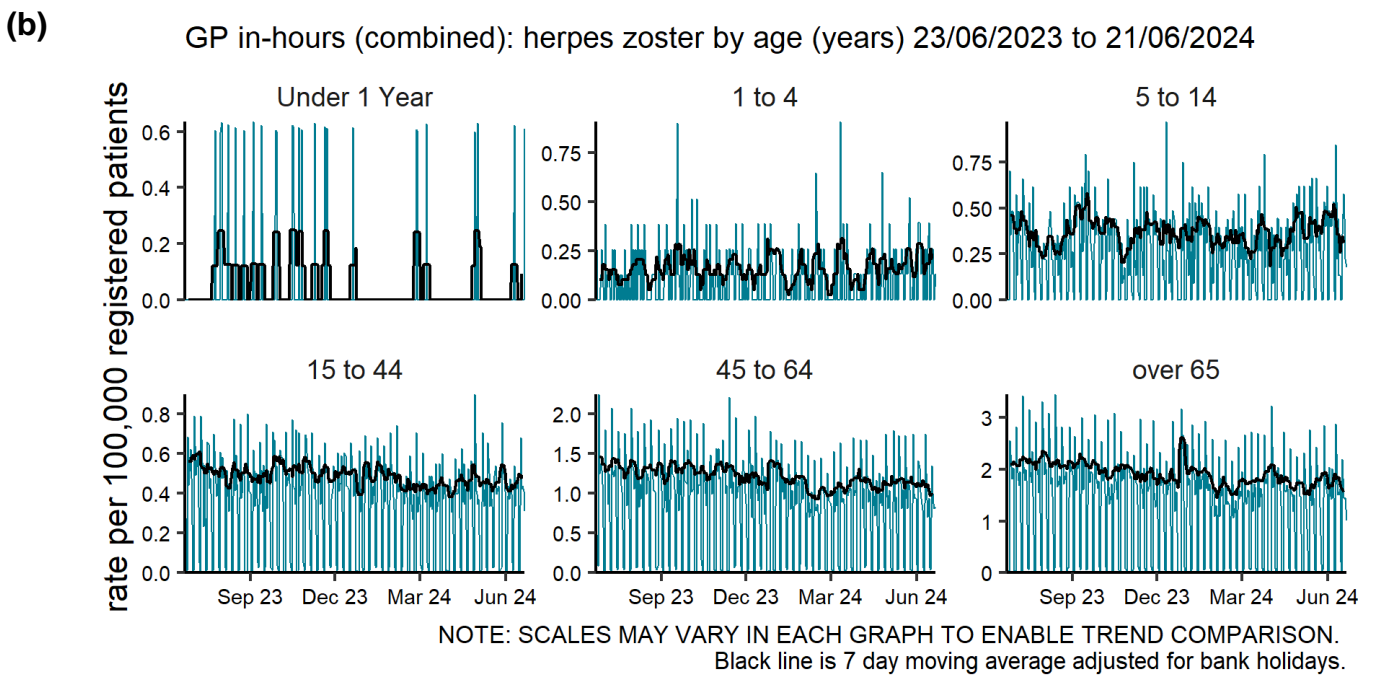 (b)
GP in-hours (combined): herpes zoster by age (years) 23/06/2023 to 21/06/2024
rate per 100,000 registered patients
Under 1 Year
0.6
0.4
0.2
0.0
1 to 4
0.75
0.50
0.25
0.00
5 to 14
0.75
0.50
0.25
0.00
15 to 44
0.8
0.6
0.4
0.2
0.0
Sep 23 Dec 23 Mar 24 Jun 24
45 to 64
2.0
1.5
1.0
0.5
0.0
Sep 23 Dec 23 Mar 24 Jun 24
over 65
3
2
1
0
Sep 23 Dec 23 Mar 24 Jun 24
NOTE: SCALES MAY VARY IN EACH GRAPH TO ENABLE TREND COMPARISON.
Black line is 7 day moving average adjusted for bank holidays.